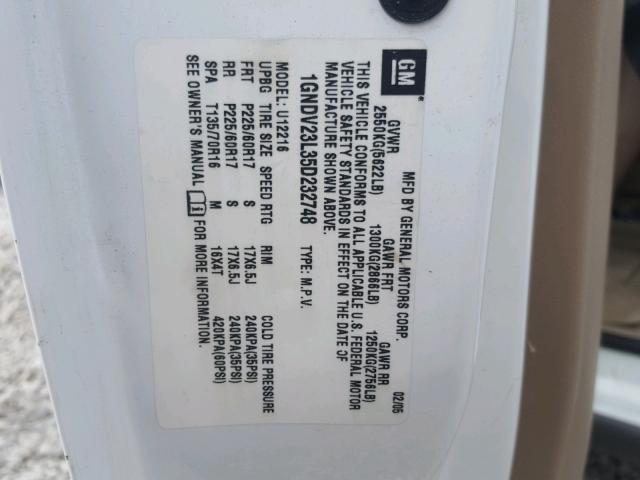 GM
MFD BY GENERAL MOTORS CORP. 02/05
GVWR GAWR FRT GAWR RR
2550KG(5622LB) 1300KG(2866LB) 1250KG(2756LB)
THIS VEHICLE CONFORMS TO ALL APPLICABLE U.S. FEDERAL MOTOR
VEHICLE SAFETY STANDARDS IN EFFECT ON THE DATE OF
MANUFACTURE SHOWN ABOVE.
1GNDV23L35D232748 TYPE: M.P.V.
MODEL: U12216
UPBG TIRE SIZE SPEED RTG RIM COLD TIRE PRESSURE
FRT P225/60R17 S 17X6.5J 240KPA(35PSI)
RR P225/60R17 S 17X6.5J 240KPA(35PSI)
SPA T135/70R16 M 16X4T 420KPA(60PSI)
SEE OWNER'S MANUAL FOR MORE INFORMATION.